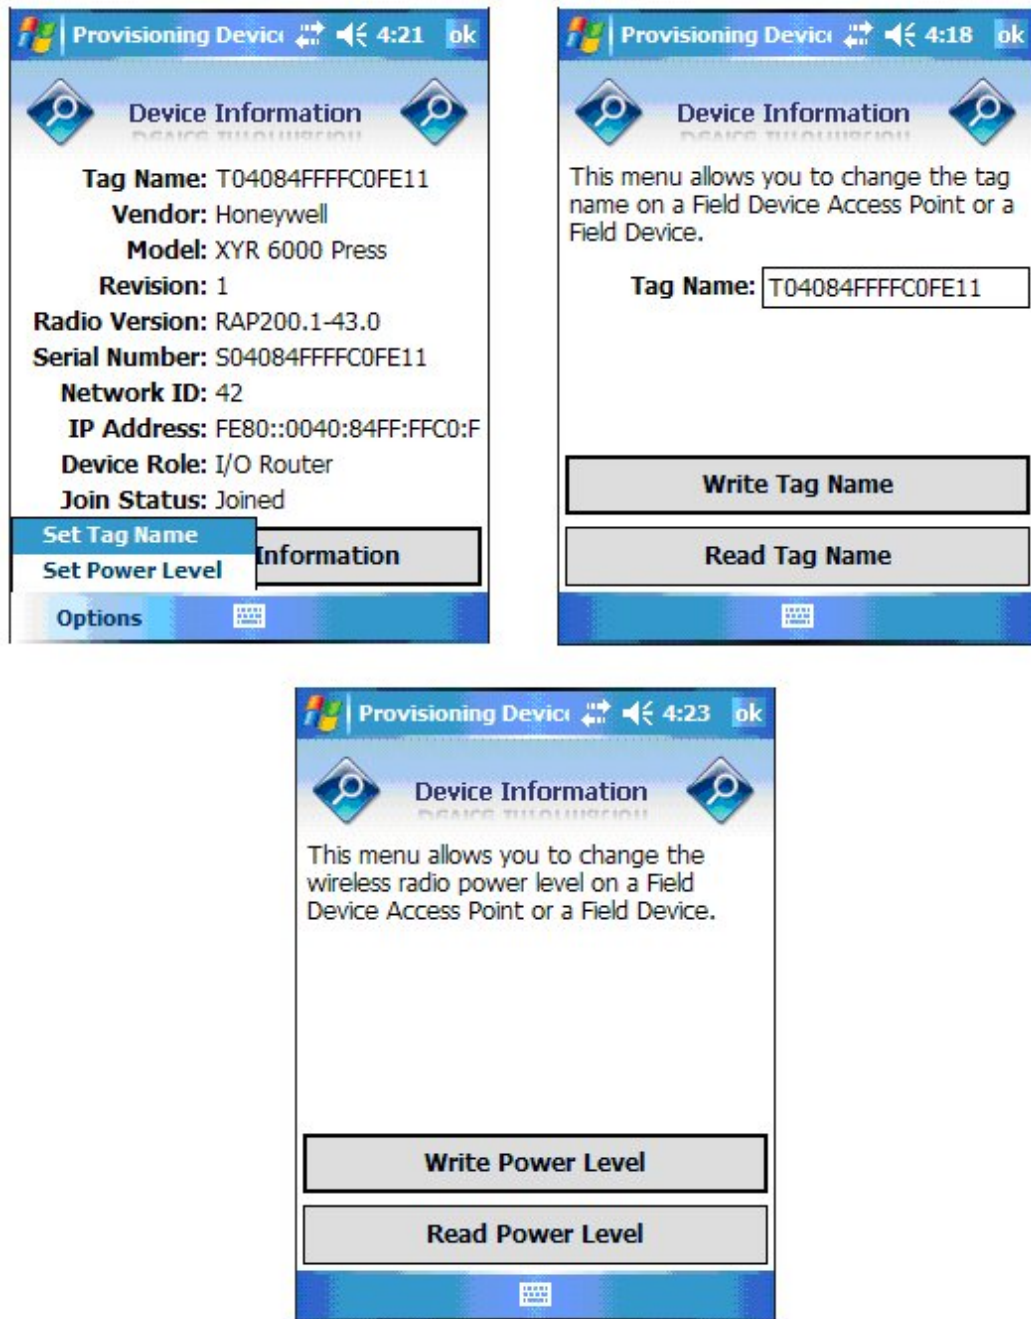 Provisioning Devic 4:21 ok
Device Information
Tag Name: T04084FFFFC0FE11
Vendor: Honeywell
Model: XYR 6000 Press
Revision: 1
Radio Version: RAP200.1-43.0
Serial Number: S04084FFFFC0FE11
Network ID: 42
IP Address: FE80::0040:84FF:FFC0:F
Device Role: I/O Router
Join Status: Joined
Set Tag Name
Set Power Level
Information
Options
Provisioning Devic 4:18 ok
Device Information
This menu allows you to change the tag
name on a Field Device Access Point or a
Field Device.
Tag Name: T04084FFFFC0FE11
Write Tag Name
Read Tag Name
Provisioning Devic 4:23 ok
Device Information
This menu allows you to change the
wireless radio power level on a Field
Device Access Point or a Field Device.
Write Power Level
Read Power Level